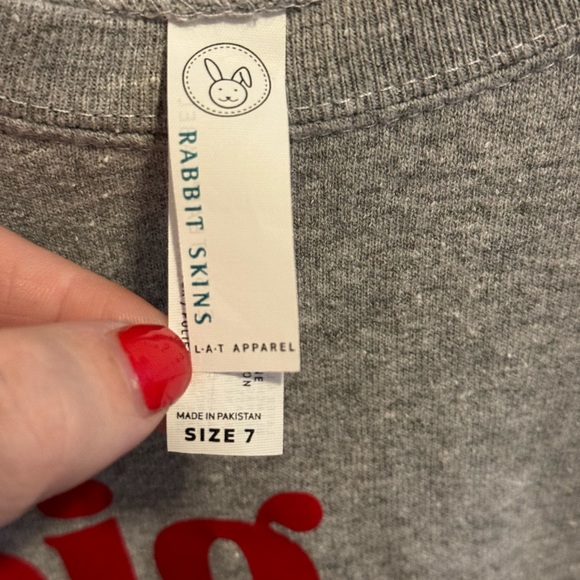 RABBIT SKINS
L·A·T APPAREL
MADE IN PAKISTAN
SIZE 7